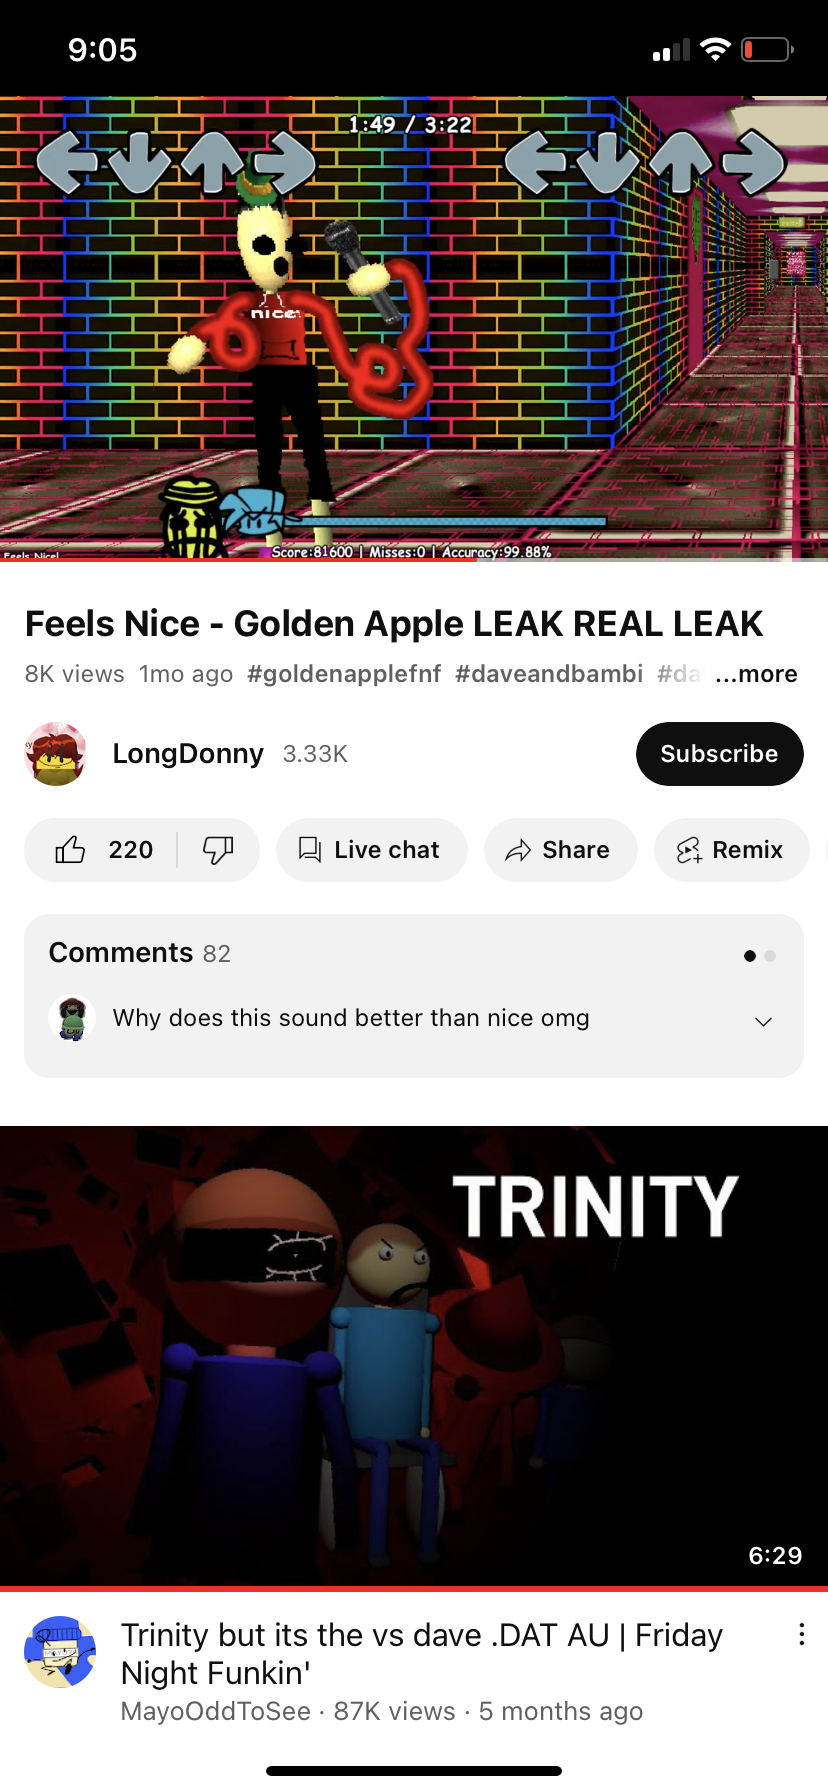 9:05
1:49 / 3:22
nice
Score:81600 | Misses:0 | Accuracy:99.88%
Feels Nice!
Feels Nice - Golden Apple LEAK REAL LEAK
8K views 1mo ago #goldenapplefnf #daveandbambi #da ...more
LongDonny 3.33K
Subscribe
220
Live chat
Share
Remix
Comments 82
Why does this sound better than nice omg
TRINITY
6:29
Trinity but its the vs dave .DAT AU | Friday
Night Funkin'
MayoOddToSee · 87K views · 5 months ago